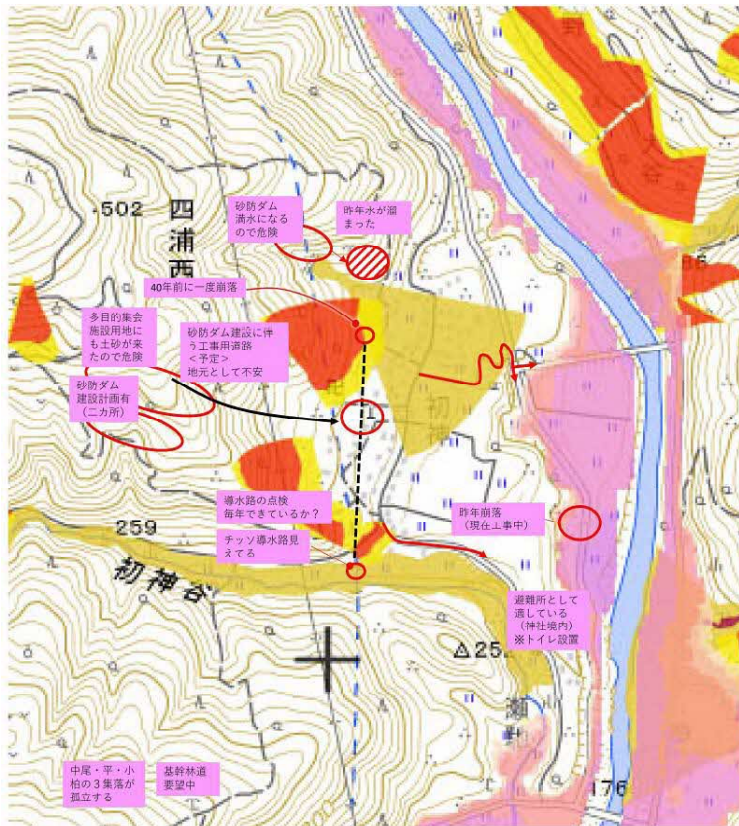 砂防ダム
満水になる
ので危険
昨年水が溜
まった
502
四浦西
40年前に一度崩落
多目的集会
施設用地に
も土砂が来
たので危険
砂防ダム建設に伴
う工事用道路
<予定>
地元として不安
砂防ダム
建設計画有
(二カ所)
初神
導水路の点検
毎年できているか?
昨年崩落
(現在工事中)
259
チッソ導水路見
えてる
初神谷
避難所として
適している
(神社境内)
※トイレ設置
25
中尾・平・小
柏の3集落が
孤立する
基幹林道
要望中
176